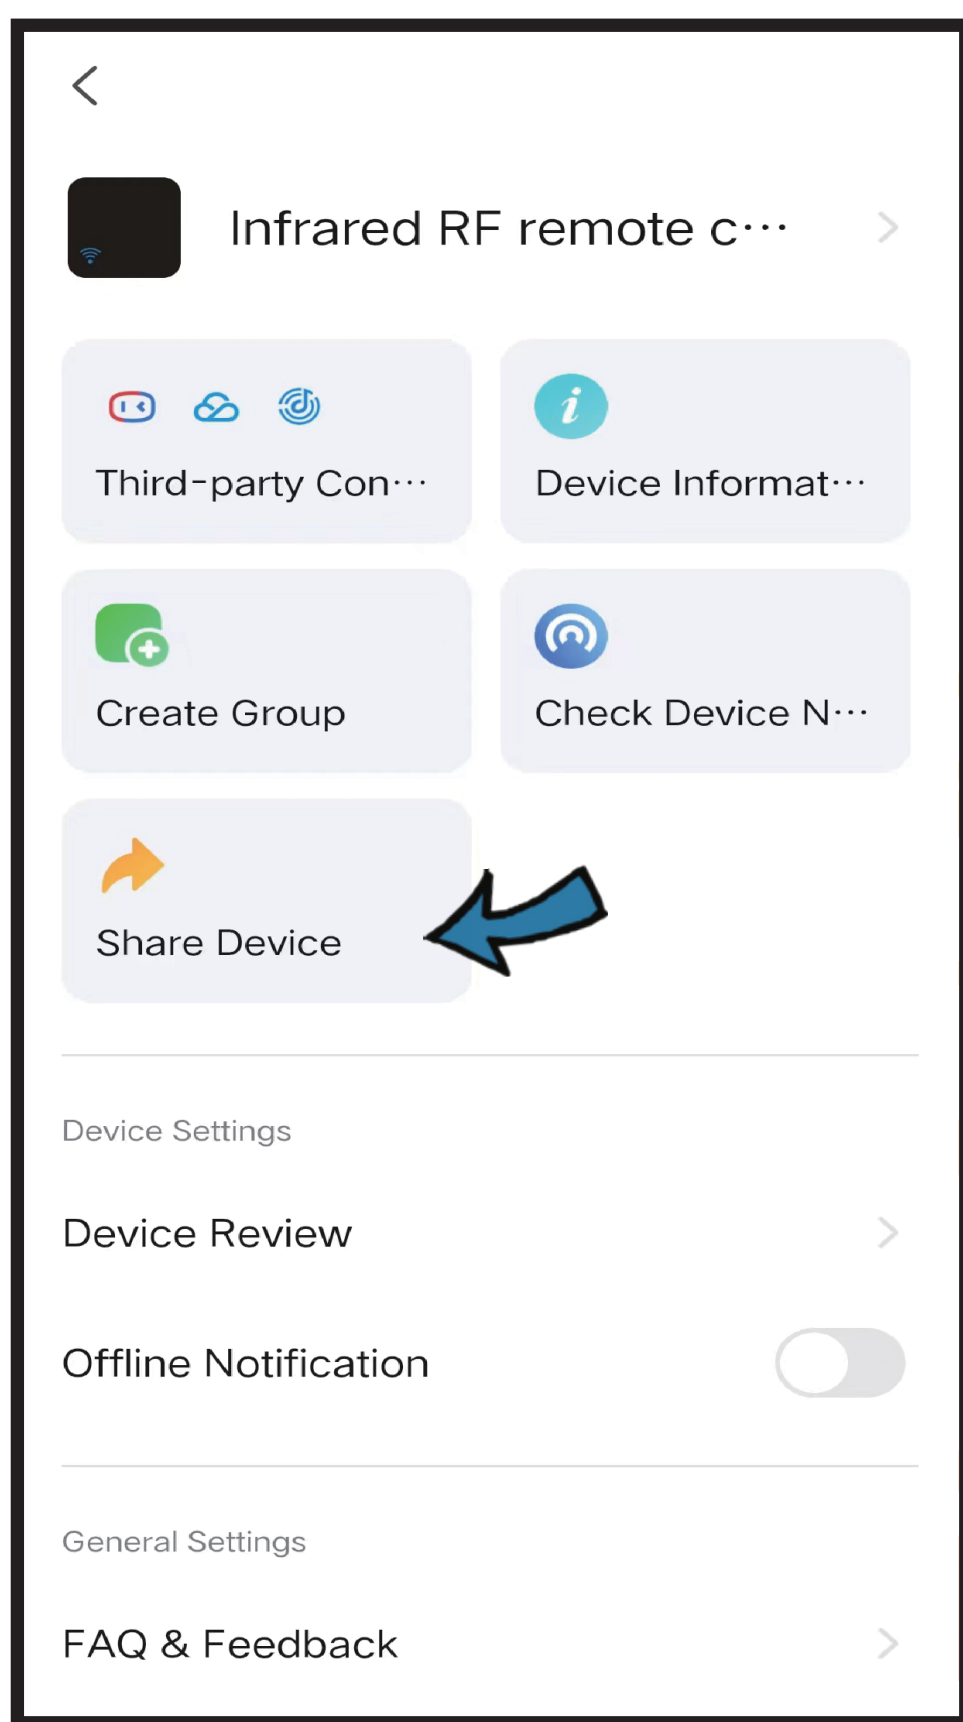 Infrared RF remote c···
Third-party Con···
Device Informat···
Create Group
Check Device N···
Share Device
Device Settings
Device Review
Offline Notification
General Settings
FAQ & Feedback